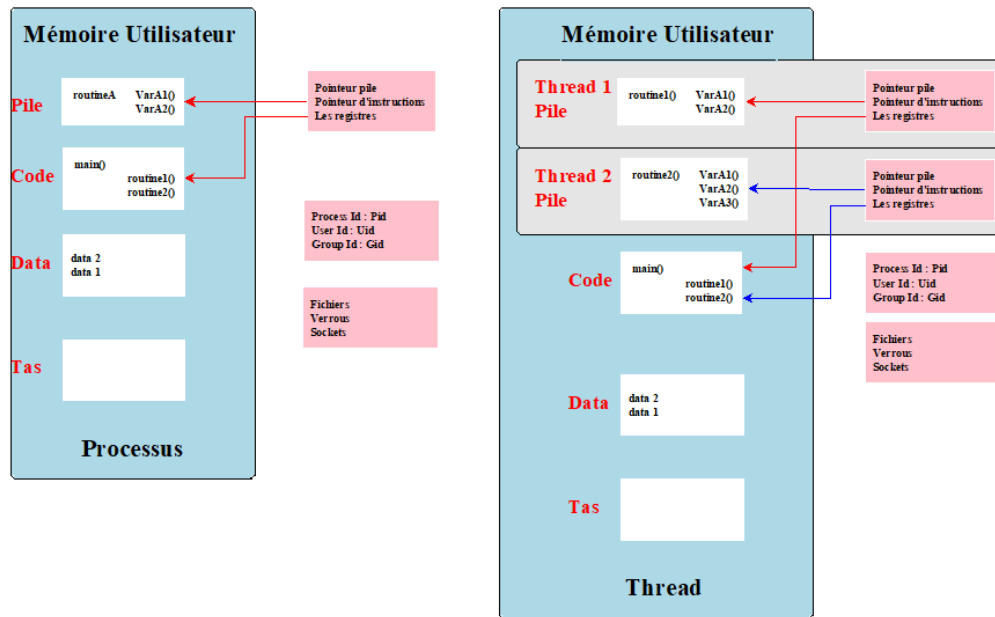 Mémoire Utilisateur
Pile
routineA VarA1()
VarA2()
Pointeur pile
Pointeur d'instructions
Les registres
Code
main()
routine1()
routine2()
Process Id : Pid
User Id : Uid
Group Id : Gid
Data
data 2
data 1
Fichiers
Verrous
Sockets
Tas
Processus
Mémoire Utilisateur
Thread 1
Pile
routine1() VarA1()
VarA2()
Pointeur pile
Pointeur d'instructions
Les registres
Thread 2
Pile
routine2() VarA1()
VarA2()
VarA3()
Pointeur pile
Pointeur d'instructions
Les registres
Code
main()
routine1()
routine2()
Process Id : Pid
User Id : Uid
Group Id : Gid
Fichiers
Verrous
Sockets
Data
data 2
data 1
Tas
Thread